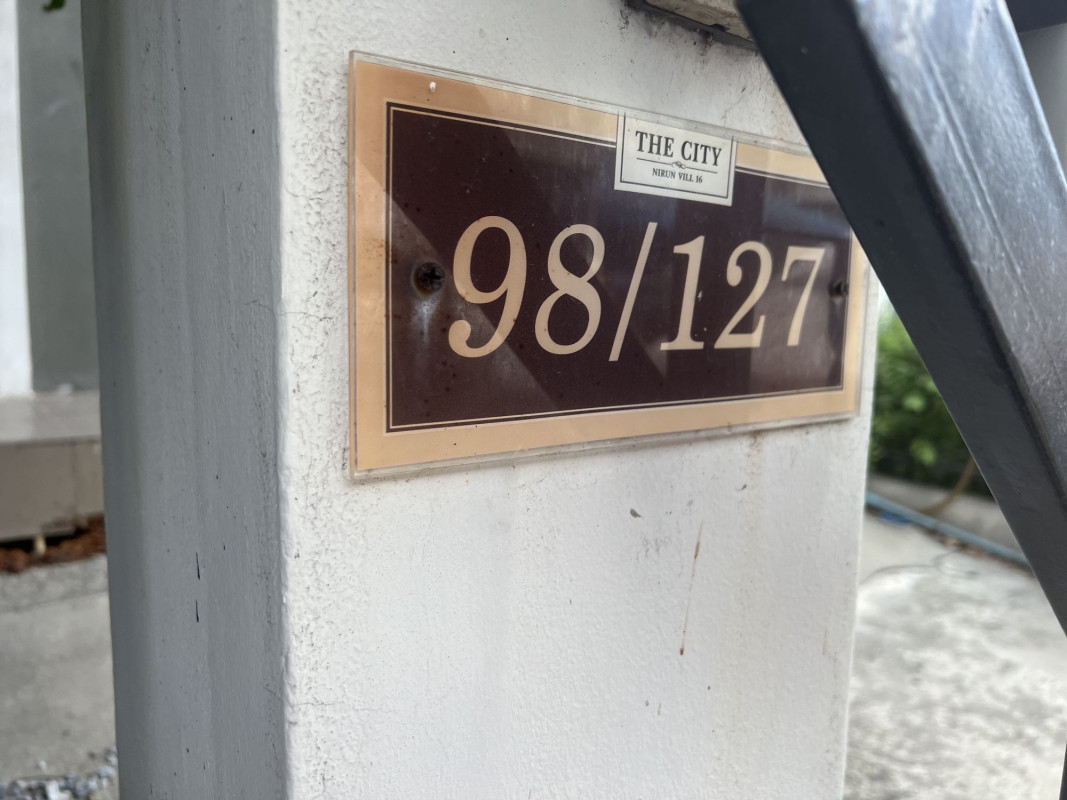 THE CITY
NIRUN VILL 16
98/127